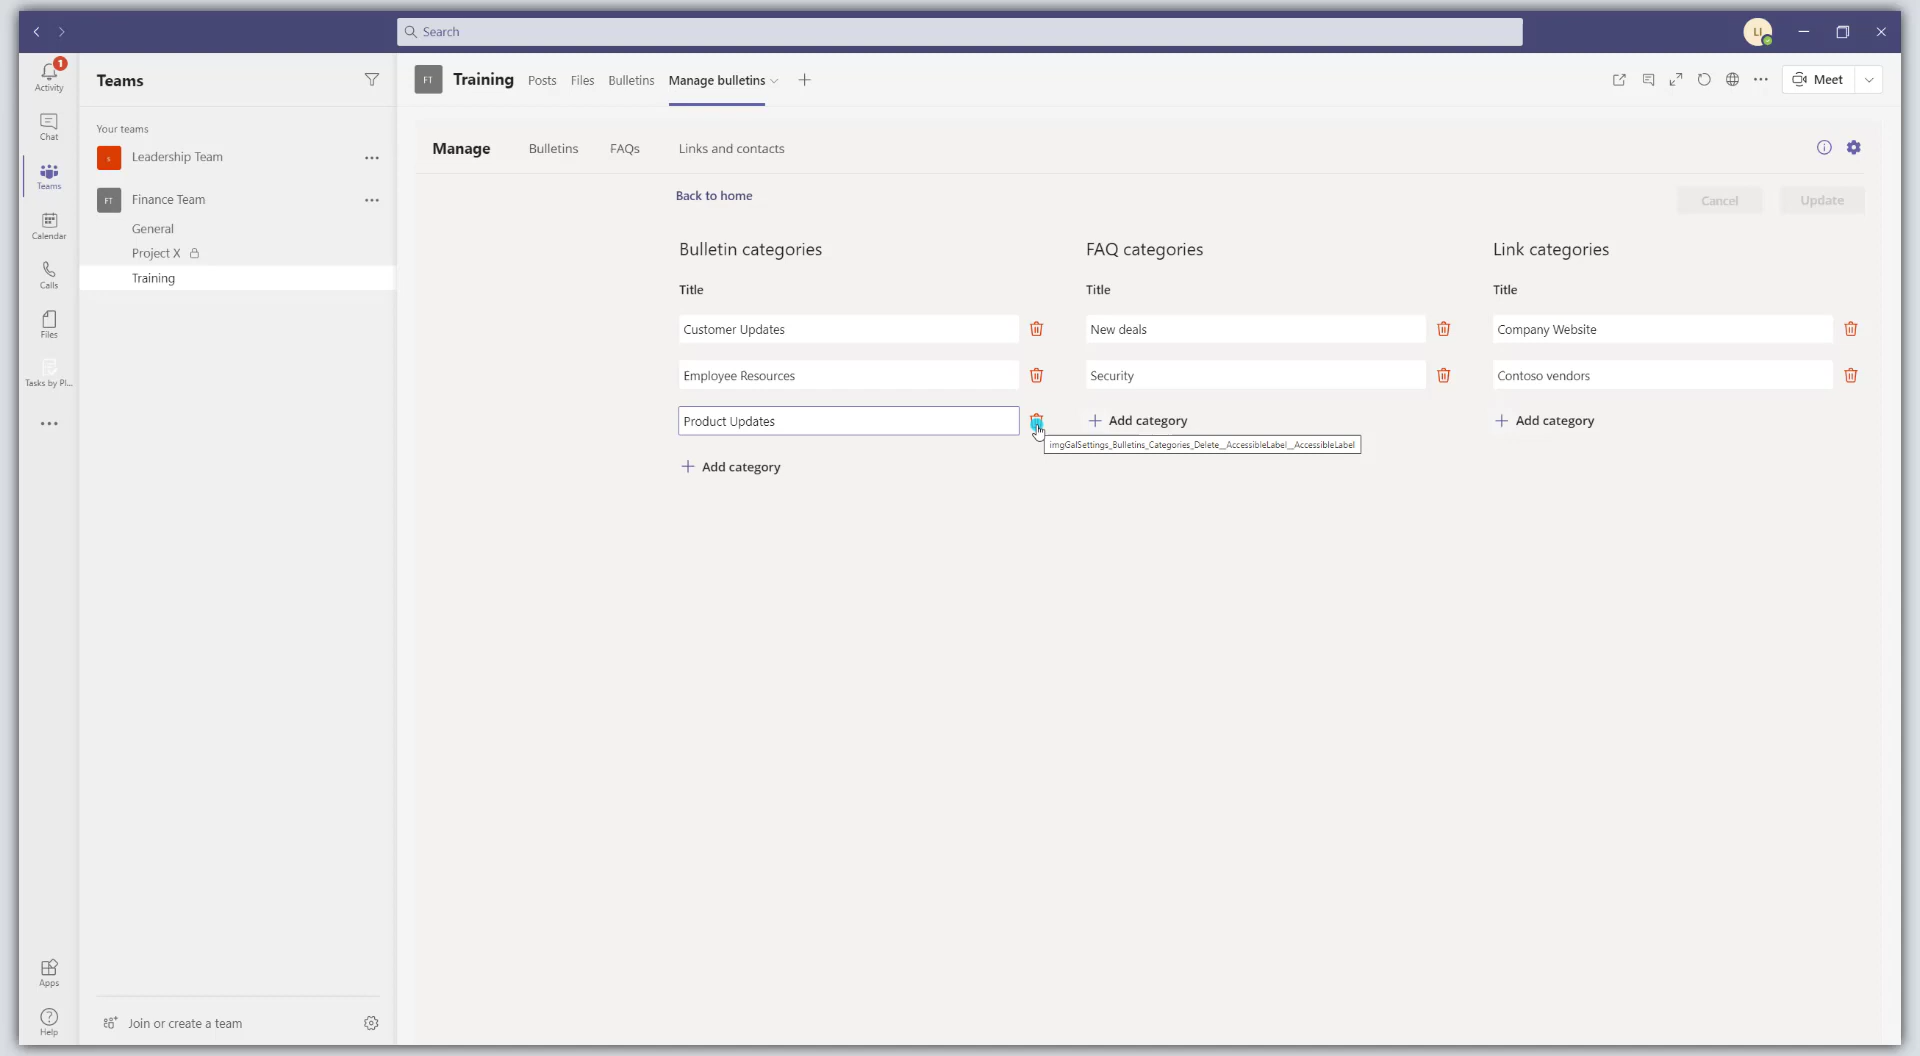 Search
LI
1
Activity
Chat
Teams
Calendar
Calls
Files
Tasks by Pl...
Apps
Help
Teams
Your teams
s
Leadership Team
FT
Finance Team
General
Project X
Training
Join or create a team
FT
Training
Posts
Files
Bulletins
Manage bulletins
Meet
Manage
Bulletins
FAQs
Links and contacts
Back to home
Cancel
Update
Bulletin categories
Title
Customer Updates
Employee Resources
Product Updates
Add category
FAQ categories
Title
New deals
Security
Add category
imgGalSettings_Bulletins_Categories_Delete__AccessibleLabel__AccessibleLabel
Link categories
Title
Company Website
Contoso vendors
Add category